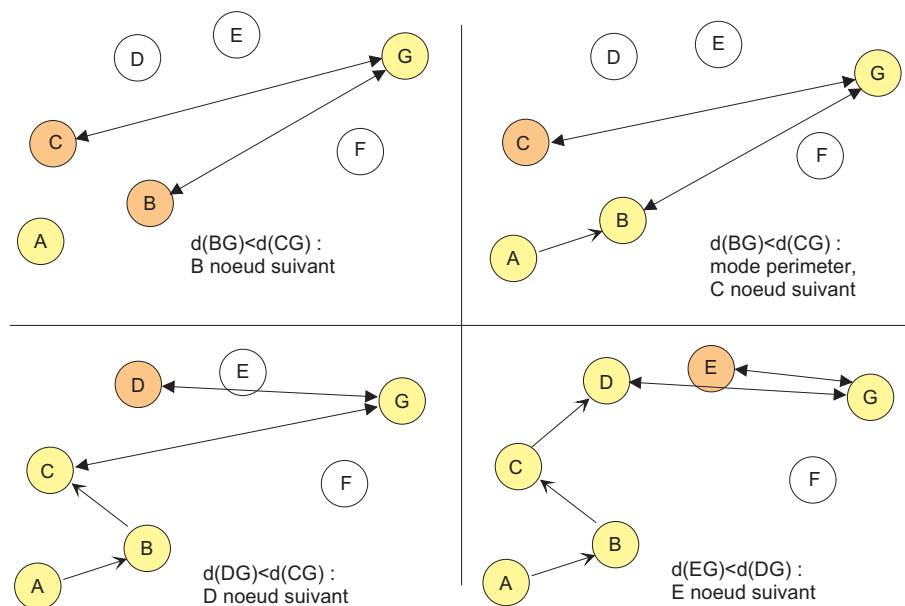 E
D
G
C
F
B
A
d(BG)<d(CG) :
B noeud suivant
E
D
G
C
F
B
A
d(BG)<d(CG) :
mode perimeter,
C noeud suivant
E
D
G
C
F
B
A
d(DG)<d(CG) :
D noeud suivant
E
D
G
C
F
B
A
d(EG)<d(DG) :
E noeud suivant